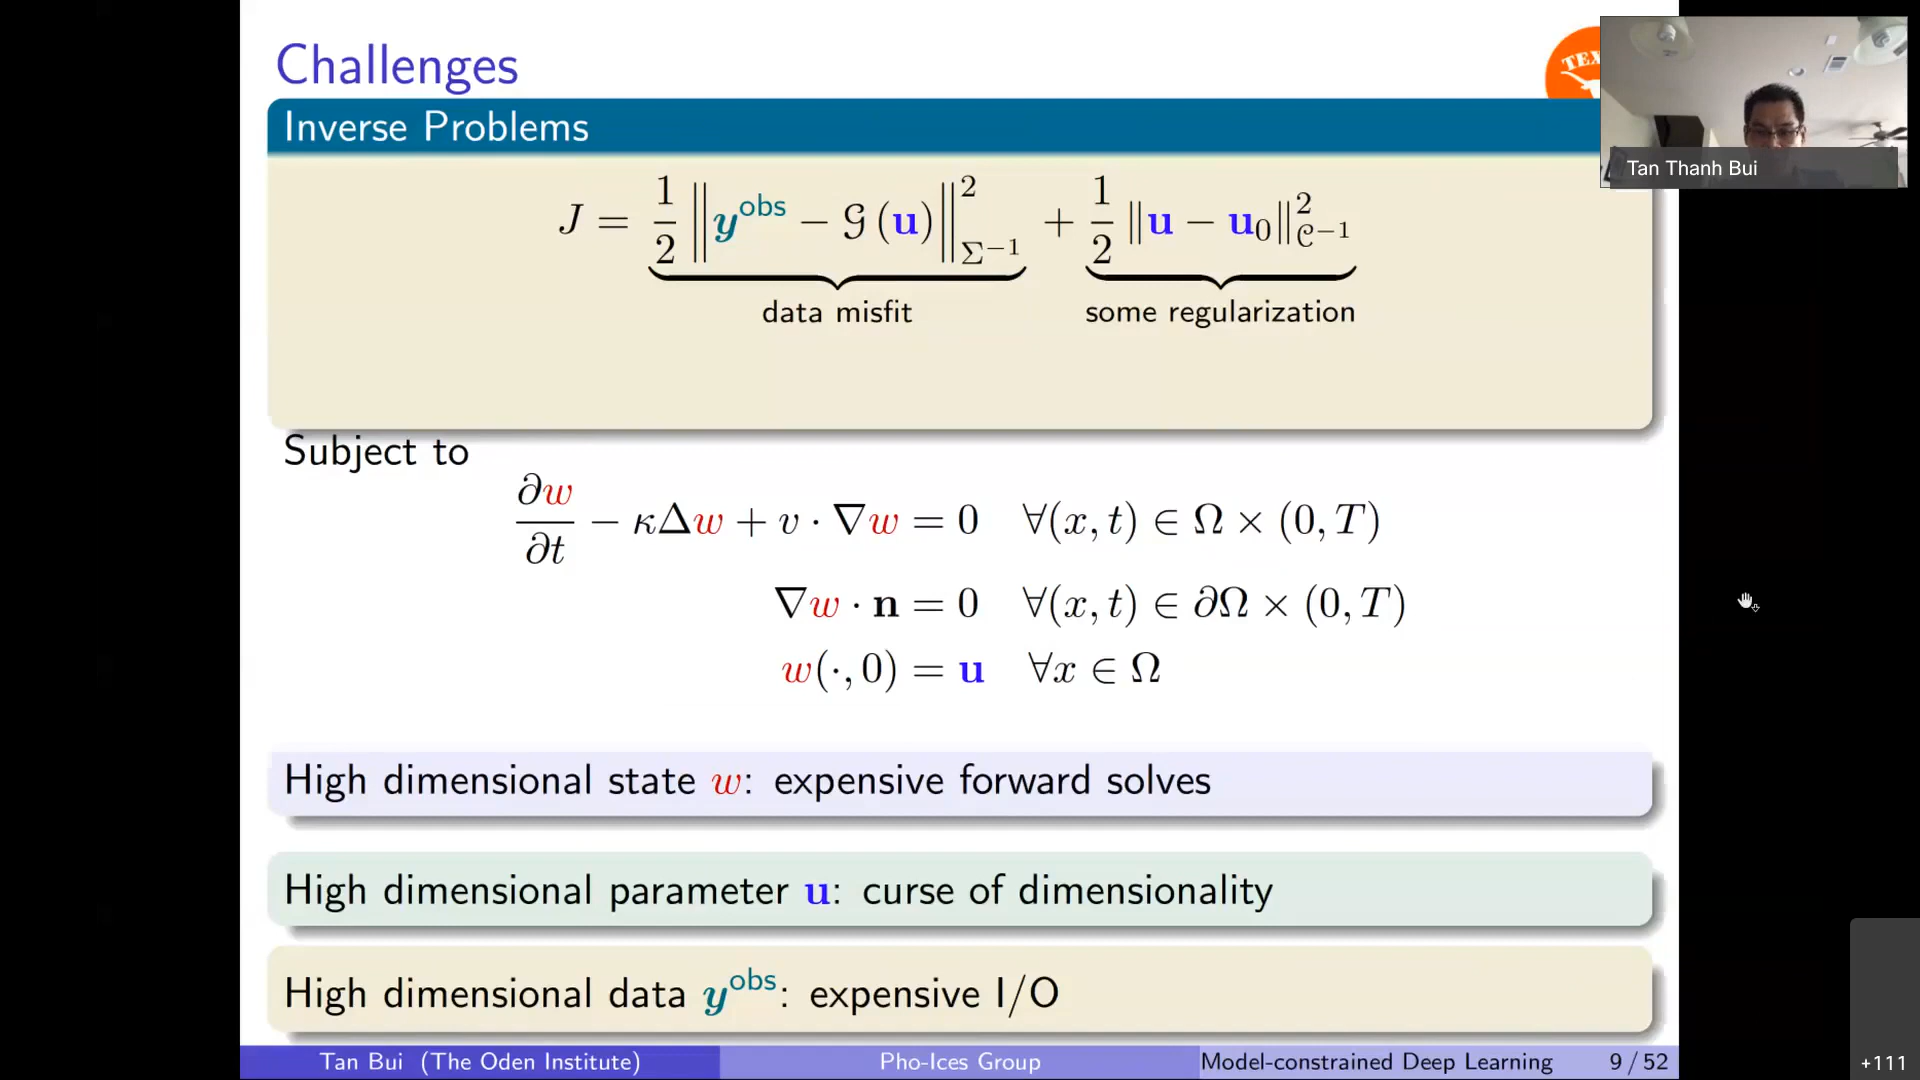 Challenges
TEX
Tan Thanh Bui
Inverse Problems
J = 1/2 ‖y^obs − 𝒢(u)‖²_{Σ⁻¹} + 1/2 ‖u − u₀‖²_{𝒞⁻¹}
data misfit some regularization
Subject to
∂w/∂t − κΔw + v · ∇w = 0 ∀(x, t) ∈ Ω × (0, T)
∇w · n = 0 ∀(x, t) ∈ ∂Ω × (0, T)
w(·, 0) = u ∀x ∈ Ω
High dimensional state w: expensive forward solves
High dimensional parameter u: curse of dimensionality
High dimensional data y^obs: expensive I/O
Tan Bui (The Oden Institute) Pho-Ices Group Model-constrained Deep Learning 9 / 52
+111